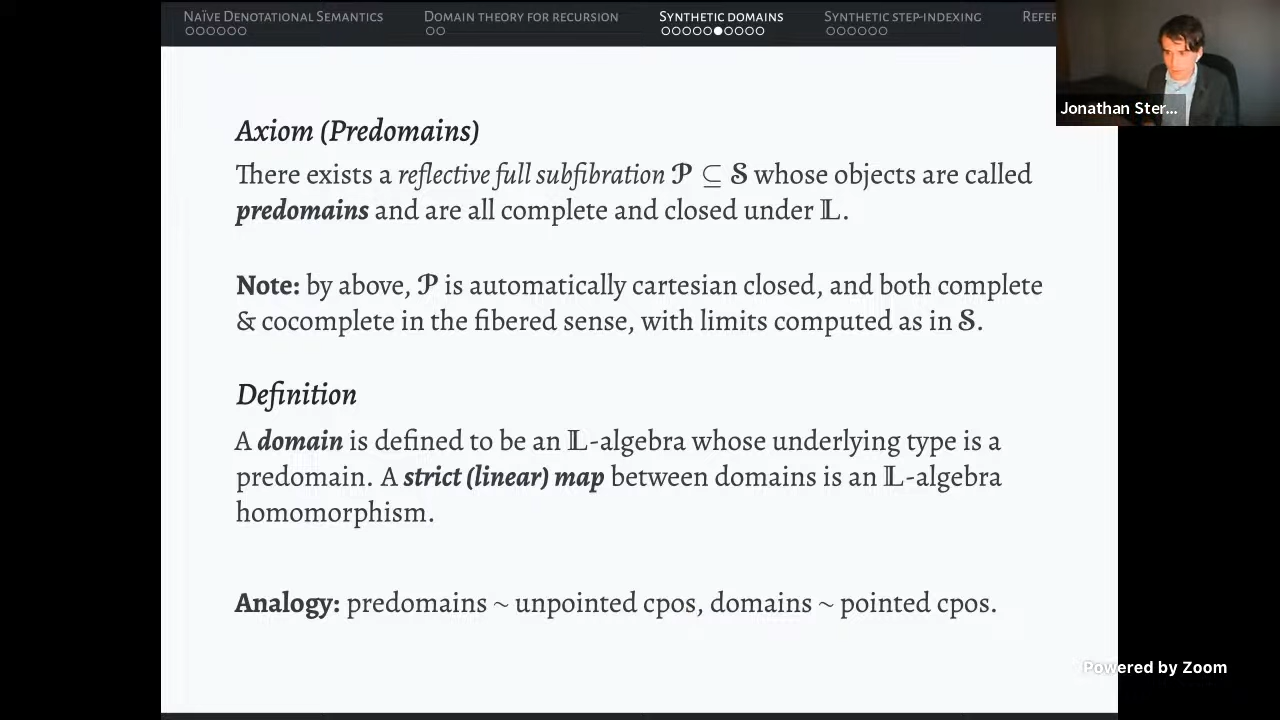 Naïve Denotational Semantics Domain theory for recursion Synthetic domains Synthetic step-indexing Refer
Jonathan Ster...
Axiom (Predomains)
There exists a reflective full subfibration 𝓟 ⊆ 𝓢 whose objects are called
predomains and are all complete and closed under 𝕃.
Note: by above, 𝓟 is automatically cartesian closed, and both complete
& cocomplete in the fibered sense, with limits computed as in 𝓢.
Definition
A domain is defined to be an 𝕃-algebra whose underlying type is a
predomain. A strict (linear) map between domains is an 𝕃-algebra
homomorphism.
Analogy: predomains ~ unpointed cpos, domains ~ pointed cpos.
Powered by Zoom